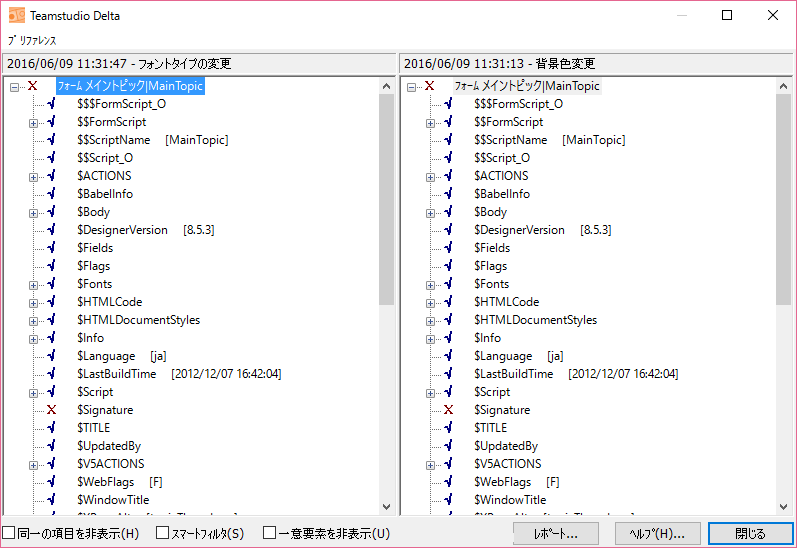 Teamstudio Delta
ﾌﾟﾘﾌｧﾚﾝｽ
2016/06/09 11:31:47 - フォントタイプの変更
2016/06/09 11:31:13 - 背景色変更
X ﾌｫｰﾑ メイントピック|MainTopic
$$$FormScript_O
$$FormScript
$$ScriptName [MainTopic]
$$Script_O
$ACTIONS
$BabelInfo
$Body
$DesignerVersion [8.5.3]
$Fields
$Flags
$Fonts
$HTMLCode
$HTMLDocumentStyles
$Info
$Language [ja]
$LastBuildTime [2012/12/07 16:42:04]
$Script
X $Signature
$TITLE
$UpdatedBy
$V5ACTIONS
$WebFlags [F]
$WindowTitle
X ﾌｫｰﾑ メイントピック|MainTopic
$$$FormScript_O
$$FormScript
$$ScriptName [MainTopic]
$$Script_O
$ACTIONS
$BabelInfo
$Body
$DesignerVersion [8.5.3]
$Fields
$Flags
$Fonts
$HTMLCode
$HTMLDocumentStyles
$Info
$Language [ja]
$LastBuildTime [2012/12/07 16:42:04]
$Script
X $Signature
$TITLE
$UpdatedBy
$V5ACTIONS
$WebFlags [F]
$WindowTitle
同一の項目を非表示(H)
ｽﾏｰﾄﾌｨﾙﾀ(S)
一意要素を非表示(U)
ﾚﾎﾟｰﾄ...
ﾍﾙﾌﾟ(H)...
閉じる